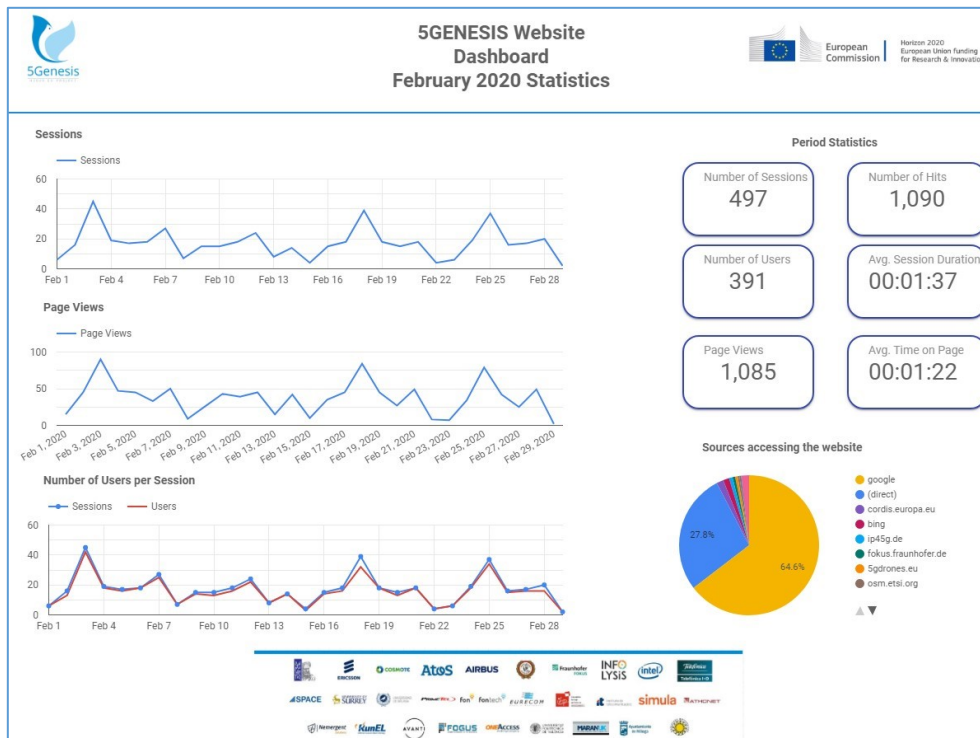 5GENESIS Website
Dashboard
February 2020 Statistics
5Genesis
European
Commission
Horizon 2020
European Union funding
for Research & Innovation
Sessions
Sessions
60
40
20
0
Feb 1 Feb 4 Feb 7 Feb 10 Feb 13 Feb 16 Feb 19 Feb 22 Feb 25 Feb 28
Page Views
Page Views
100
50
0
Feb 1, 2020 Feb 3, 2020 Feb 5, 2020 Feb 7, 2020 Feb 9, 2020 Feb 11, 2020 Feb 13, 2020 Feb 15, 2020 Feb 17, 2020 Feb 19, 2020 Feb 21, 2020 Feb 23, 2020 Feb 25, 2020 Feb 27, 2020 Feb 29, 2020
Number of Users per Session
Sessions Users
60
40
20
0
Feb 1 Feb 4 Feb 7 Feb 10 Feb 13 Feb 16 Feb 19 Feb 22 Feb 25 Feb 28
Period Statistics
Number of Sessions
497
Number of Hits
1,090
Number of Users
391
Avg. Session Duration
00:01:37
Page Views
1,085
Avg. Time on Page
00:01:22
Sources accessing the website
27.8%
64.6%
google
(direct)
cordis.europa.eu
bing
ip45g.de
fokus.fraunhofer.de
5gdrones.eu
osm.etsi.org
ERICSSON COSMOTE Atos AIRBUS Fraunhofer FOKUS INFOLYSiS intel Telefónica
SPACE SURREY Fon fontech EURECOM simula
Nemergent RunEL AVANTI FOGUS oneAccess MARAN